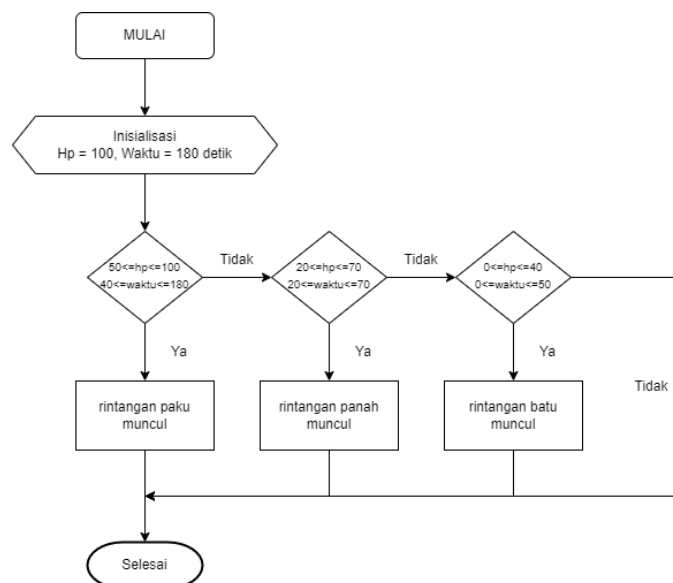 MULAI
Inisialisasi
Hp = 100, Waktu = 180 detik
50<=hp<=100
40<=waktu<=180
Tidak
20<=hp<=70
20<=waktu<=70
Tidak
0<=hp<=40
0<=waktu<=50
Ya
Ya
Ya
Tidak
rintangan paku
muncul
rintangan panah
muncul
rintangan batu
muncul
Selesai